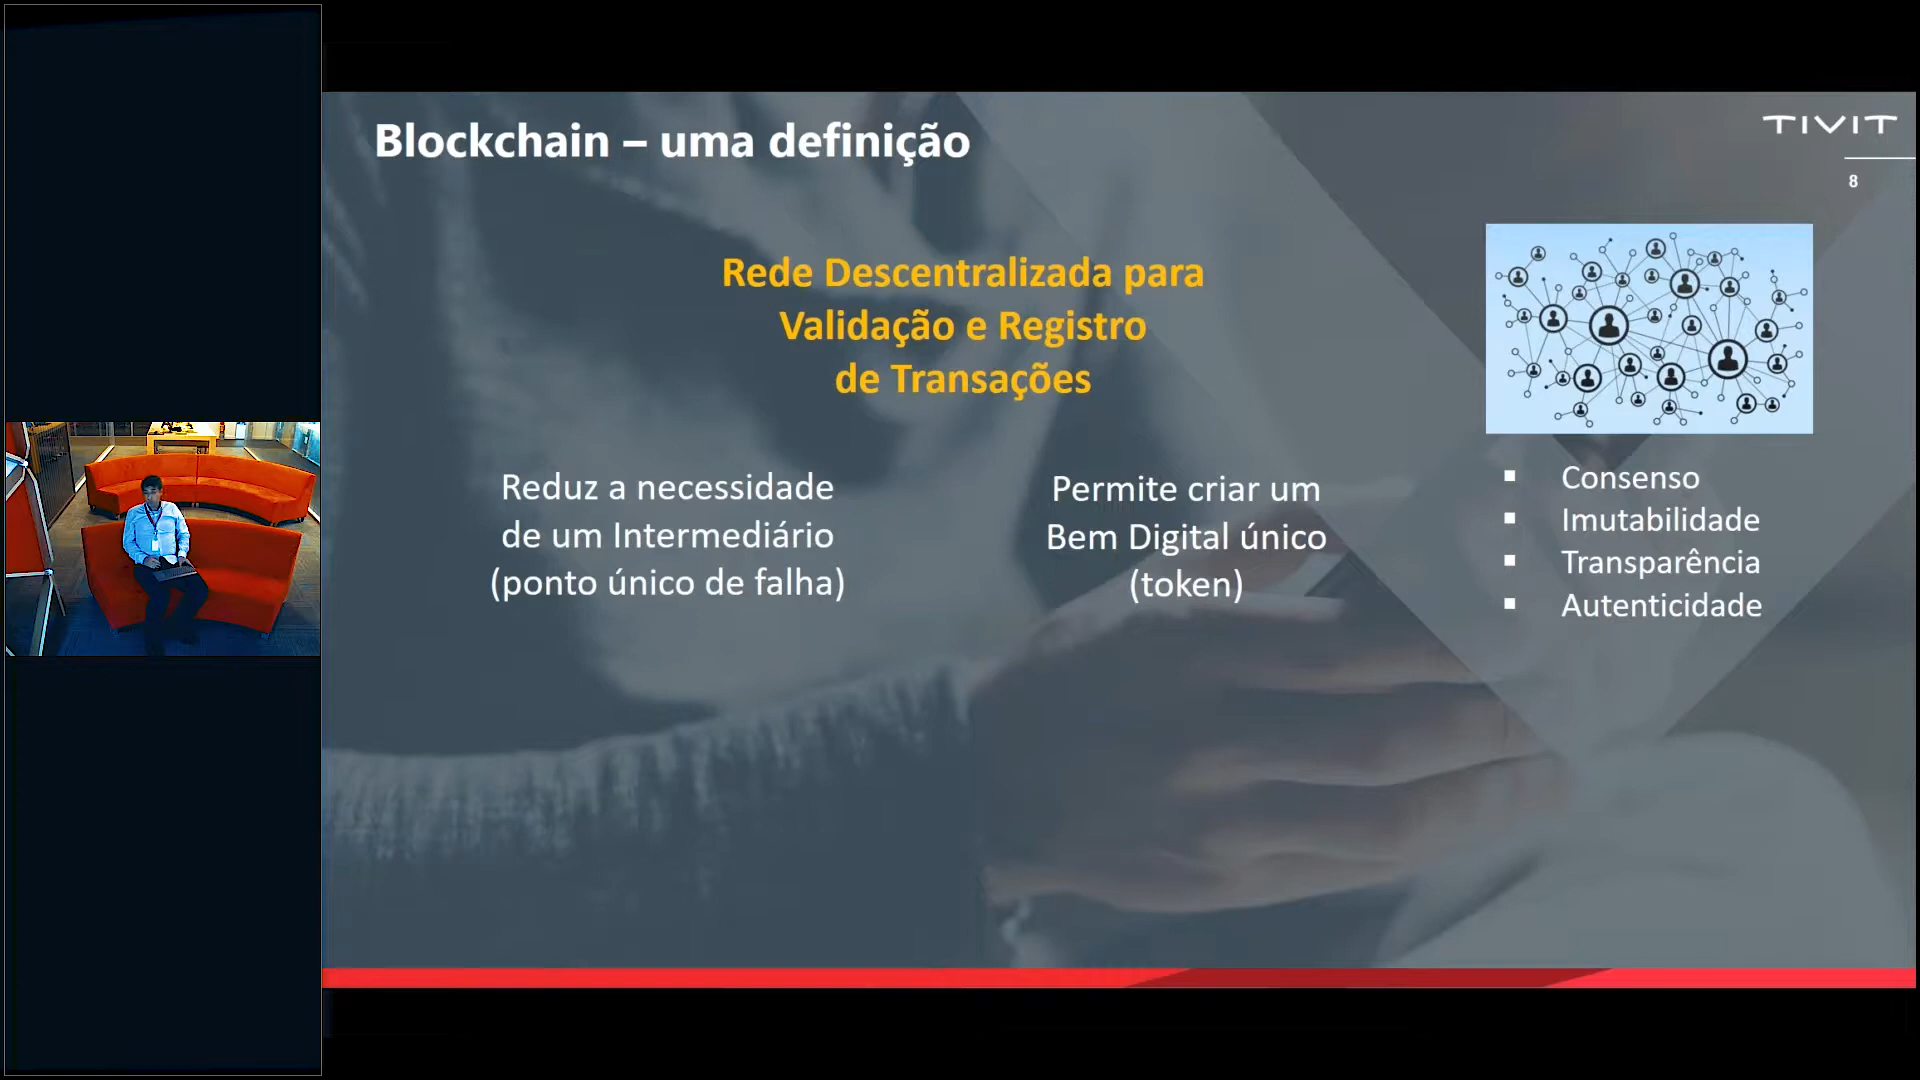 Blockchain – uma definição
TIVIT
8
Rede Descentralizada para
Validação e Registro
de Transações
Reduz a necessidade
de um Intermediário
(ponto único de falha)
Permite criar um
Bem Digital único
(token)
▪ Consenso
▪ Imutabilidade
▪ Transparência
▪ Autenticidade